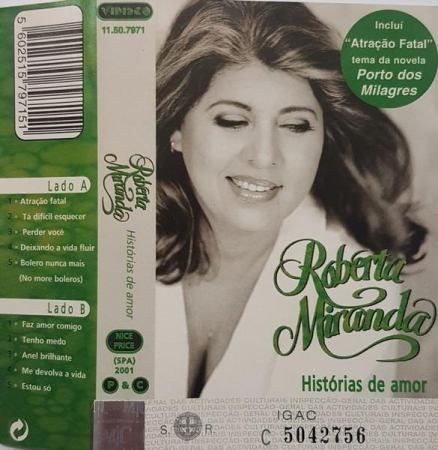 5 602515 797151
Lado A
1 • Atração fatal
2 • Tá difícil esquecer
3 • Perder você
4 • Deixando a vida fluir
5 • Bolero nunca mais
(No more boleros)
Lado B
1 • Faz amor comigo
2 • Tenho medo
3 • Anel brilhante
4 • Me devolva a vida
5 • Estou só
VIDISCO
11.50.7971
Roberta
Miranda
Histórias de amor
NICE
PRICE
(SPA)
2001
P & C
Incluí
"Atração Fatal"
tema da novela
Porto dos
Milagres
Roberta
Miranda
Histórias de amor
IGAC
S R
C 5042756